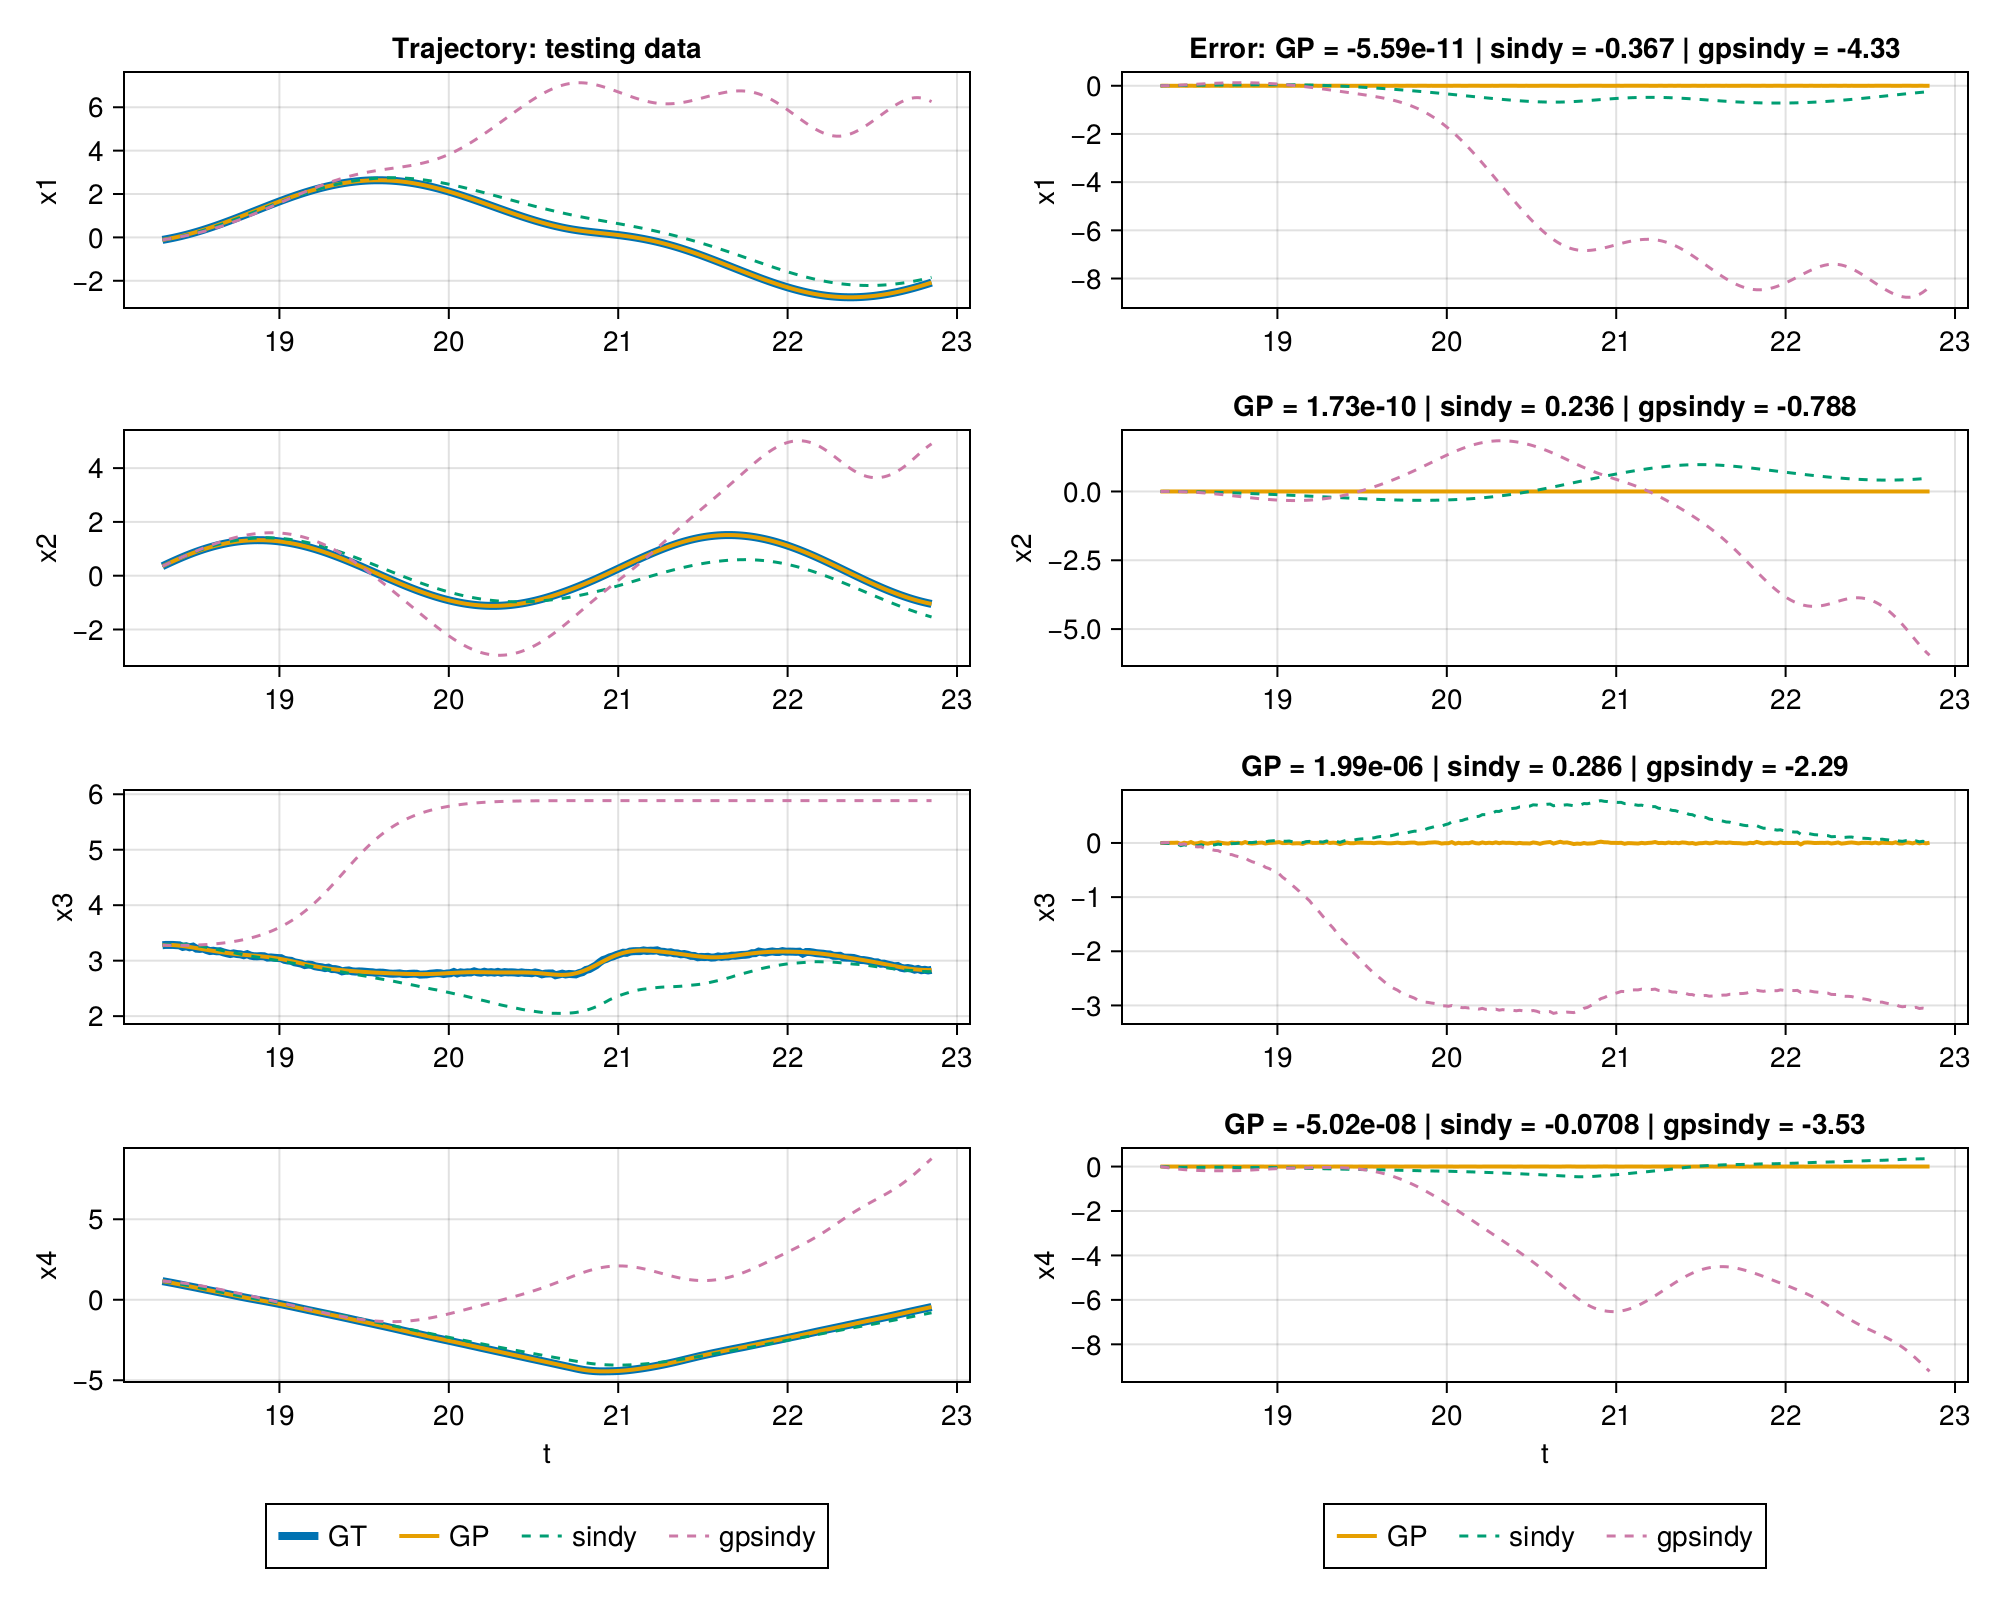 Trajectory: testing data
x1
6
4
2
0
−2
19 20 21 22 23
Error: GP = -5.59e-11 | sindy = -0.367 | gpsindy = -4.33
x1
0
−2
−4
−6
−8
19 20 21 22 23
x2
4
2
0
−2
19 20 21 22 23
GP = 1.73e-10 | sindy = 0.236 | gpsindy = -0.788
x2
0.0
−2.5
−5.0
19 20 21 22 23
x3
6
5
4
3
2
19 20 21 22 23
GP = 1.99e-06 | sindy = 0.286 | gpsindy = -2.29
x3
0
−1
−2
−3
19 20 21 22 23
x4
5
0
−5
19 20 21 22 23
t
GP = -5.02e-08 | sindy = -0.0708 | gpsindy = -3.53
x4
0
−2
−4
−6
−8
19 20 21 22 23
t
GT GP sindy gpsindy
GP sindy gpsindy